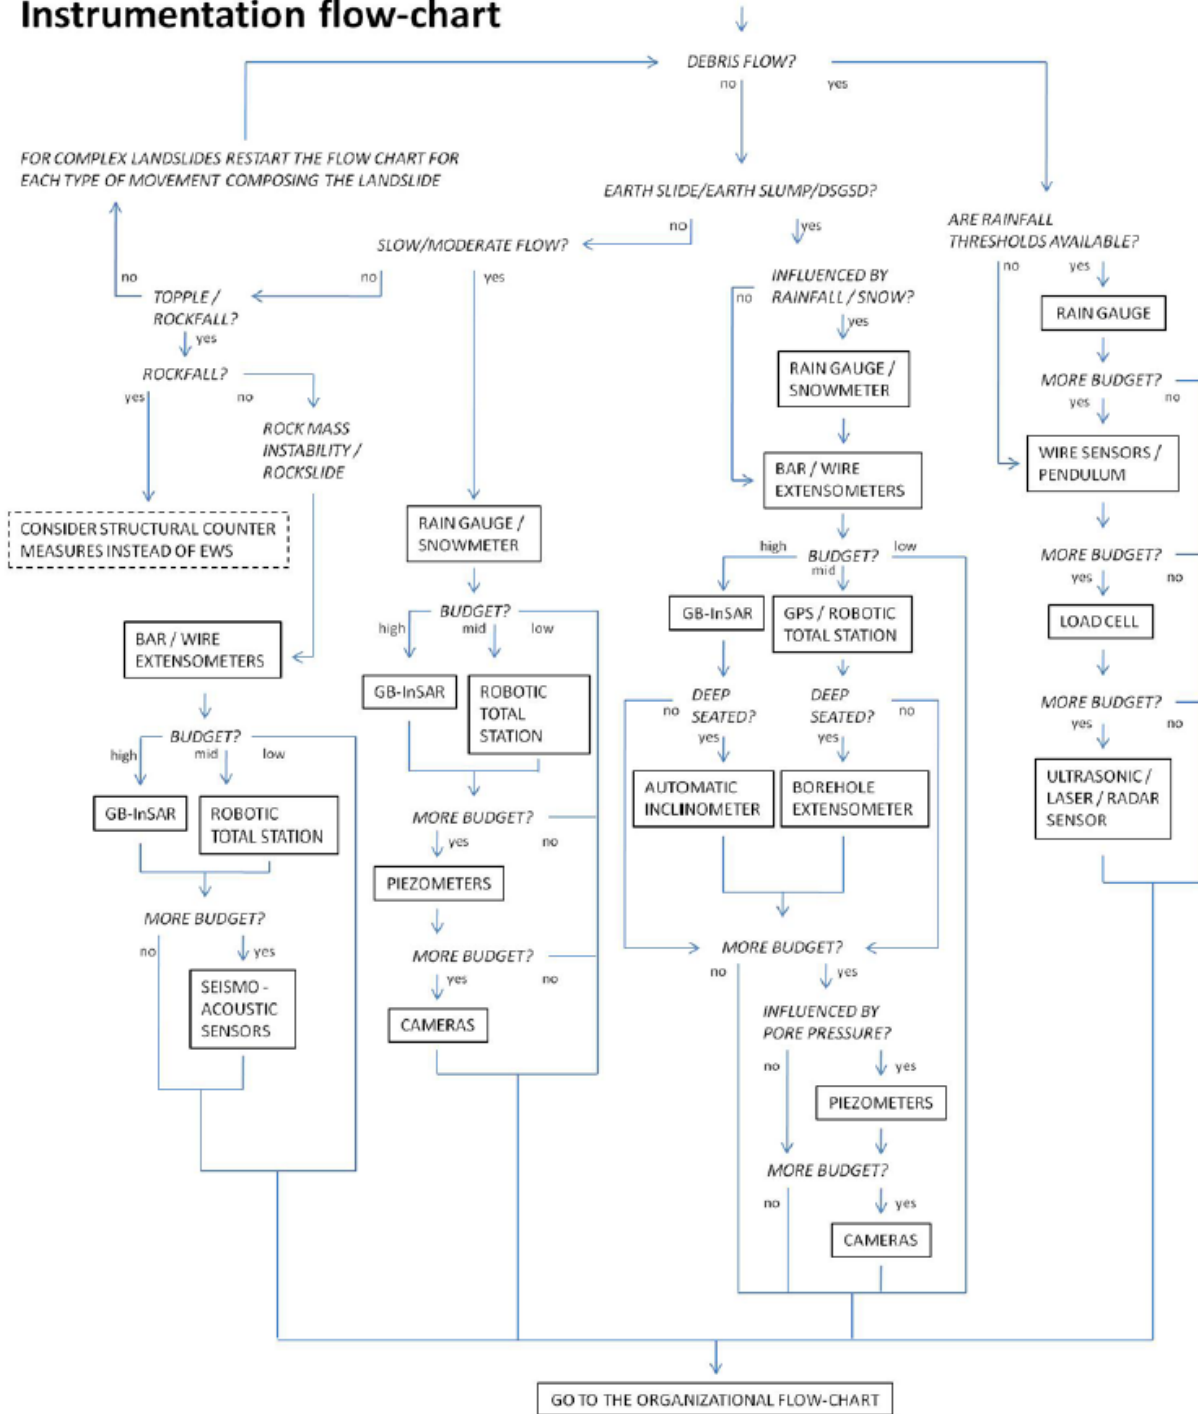 Instrumentation flow-chart
DEBRIS FLOW?
no
yes
FOR COMPLEX LANDSLIDES RESTART THE FLOW CHART FOR
EACH TYPE OF MOVEMENT COMPOSING THE LANDSLIDE
EARTH SLIDE/EARTH SLUMP/DSGSD?
no
yes
SLOW/MODERATE FLOW?
no
yes
ARE RAINFALL
THRESHOLDS AVAILABLE?
no
yes
TOPPLE /
ROCKFALL?
no
yes
INFLUENCED BY
RAINFALL / SNOW?
no
yes
RAIN GAUGE
ROCKFALL?
yes
no
RAIN GAUGE /
SNOWMETER
MORE BUDGET?
yes
no
ROCK MASS
INSTABILITY /
ROCKSLIDE
BAR / WIRE
EXTENSOMETERS
WIRE SENSORS /
PENDULUM
CONSIDER STRUCTURAL COUNTER
MEASURES INSTEAD OF EWS
RAIN GAUGE /
SNOWMETER
high
BUDGET?
low
mid
MORE BUDGET?
yes
no
BAR / WIRE
EXTENSOMETERS
BUDGET?
high
mid
low
GB-InSAR
GPS / ROBOTIC
TOTAL STATION
LOAD CELL
GB-InSAR
ROBOTIC
TOTAL
STATION
DEEP
SEATED?
no
yes
DEEP
SEATED?
no
yes
MORE BUDGET?
yes
no
BUDGET?
high
mid
low
AUTOMATIC
INCLINOMETER
BOREHOLE
EXTENSOMETER
ULTRASONIC /
LASER / RADAR
SENSOR
GB-InSAR
ROBOTIC
TOTAL STATION
MORE BUDGET?
yes
no
PIEZOMETERS
MORE BUDGET?
no
yes
MORE BUDGET?
yes
no
MORE BUDGET?
no
yes
SEISMO -
ACOUSTIC
SENSORS
CAMERAS
INFLUENCED BY
PORE PRESSURE?
no
yes
PIEZOMETERS
MORE BUDGET?
no
yes
CAMERAS
GO TO THE ORGANIZATIONAL FLOW-CHART